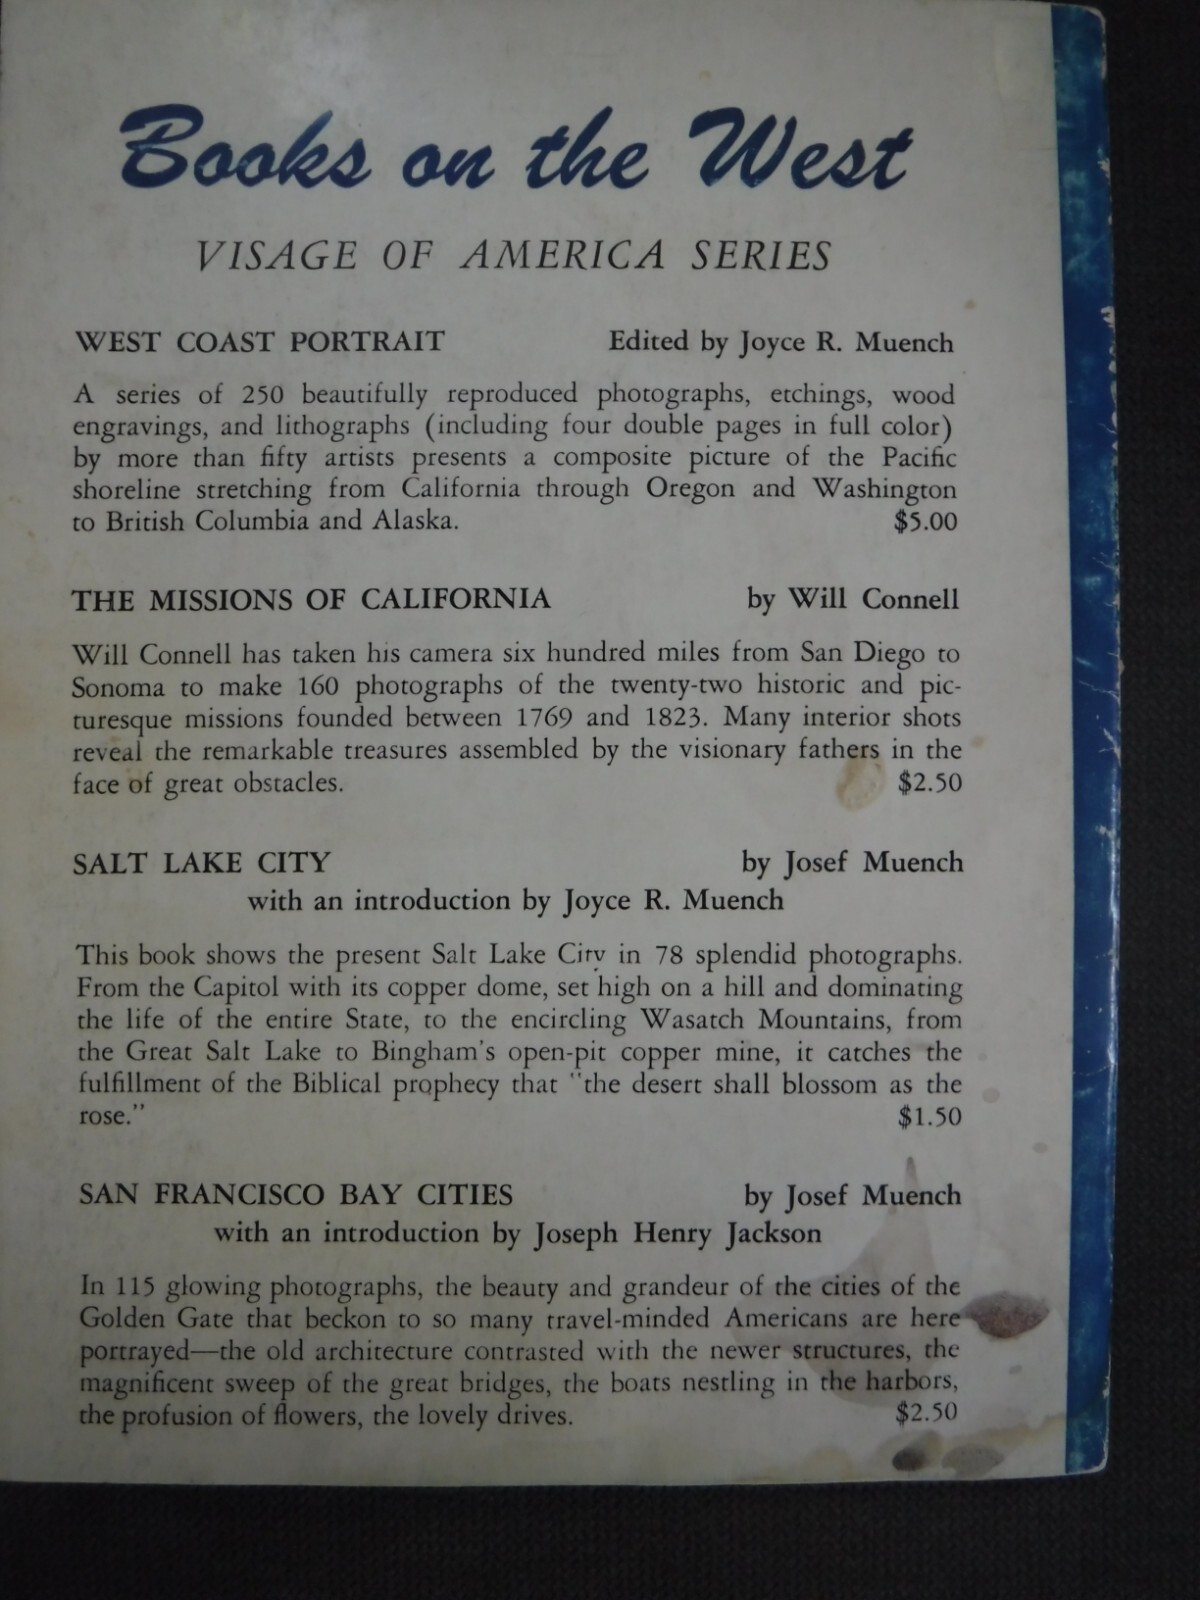 Books on the West
VISAGE OF AMERICA SERIES
WEST COAST PORTRAIT Edited by Joyce R. Muench
A series of 250 beautifully reproduced photographs, etchings, wood
engravings, and lithographs (including four double pages in full color)
by more than fifty artists presents a composite picture of the Pacific
shoreline stretching from California through Oregon and Washington
to British Columbia and Alaska. $5.00
THE MISSIONS OF CALIFORNIA by Will Connell
Will Connell has taken his camera six hundred miles from San Diego to
Sonoma to make 160 photographs of the twenty-two historic and pic-
turesque missions founded between 1769 and 1823. Many interior shots
reveal the remarkable treasures assembled by the visionary fathers in the
face of great obstacles. $2.50
SALT LAKE CITY by Josef Muench
with an introduction by Joyce R. Muench
This book shows the present Salt Lake City in 78 splendid photographs.
From the Capitol with its copper dome, set high on a hill and dominating
the life of the entire State, to the encircling Wasatch Mountains, from
the Great Salt Lake to Bingham's open-pit copper mine, it catches the
fulfillment of the Biblical prophecy that "the desert shall blossom as the
rose." $1.50
SAN FRANCISCO BAY CITIES by Josef Muench
with an introduction by Joseph Henry Jackson
In 115 glowing photographs, the beauty and grandeur of the cities of the
Golden Gate that beckon to so many travel-minded Americans are here
portrayed—the old architecture contrasted with the newer structures, the
magnificent sweep of the great bridges, the boats nestling in the harbors,
the profusion of flowers, the lovely drives. $2.50